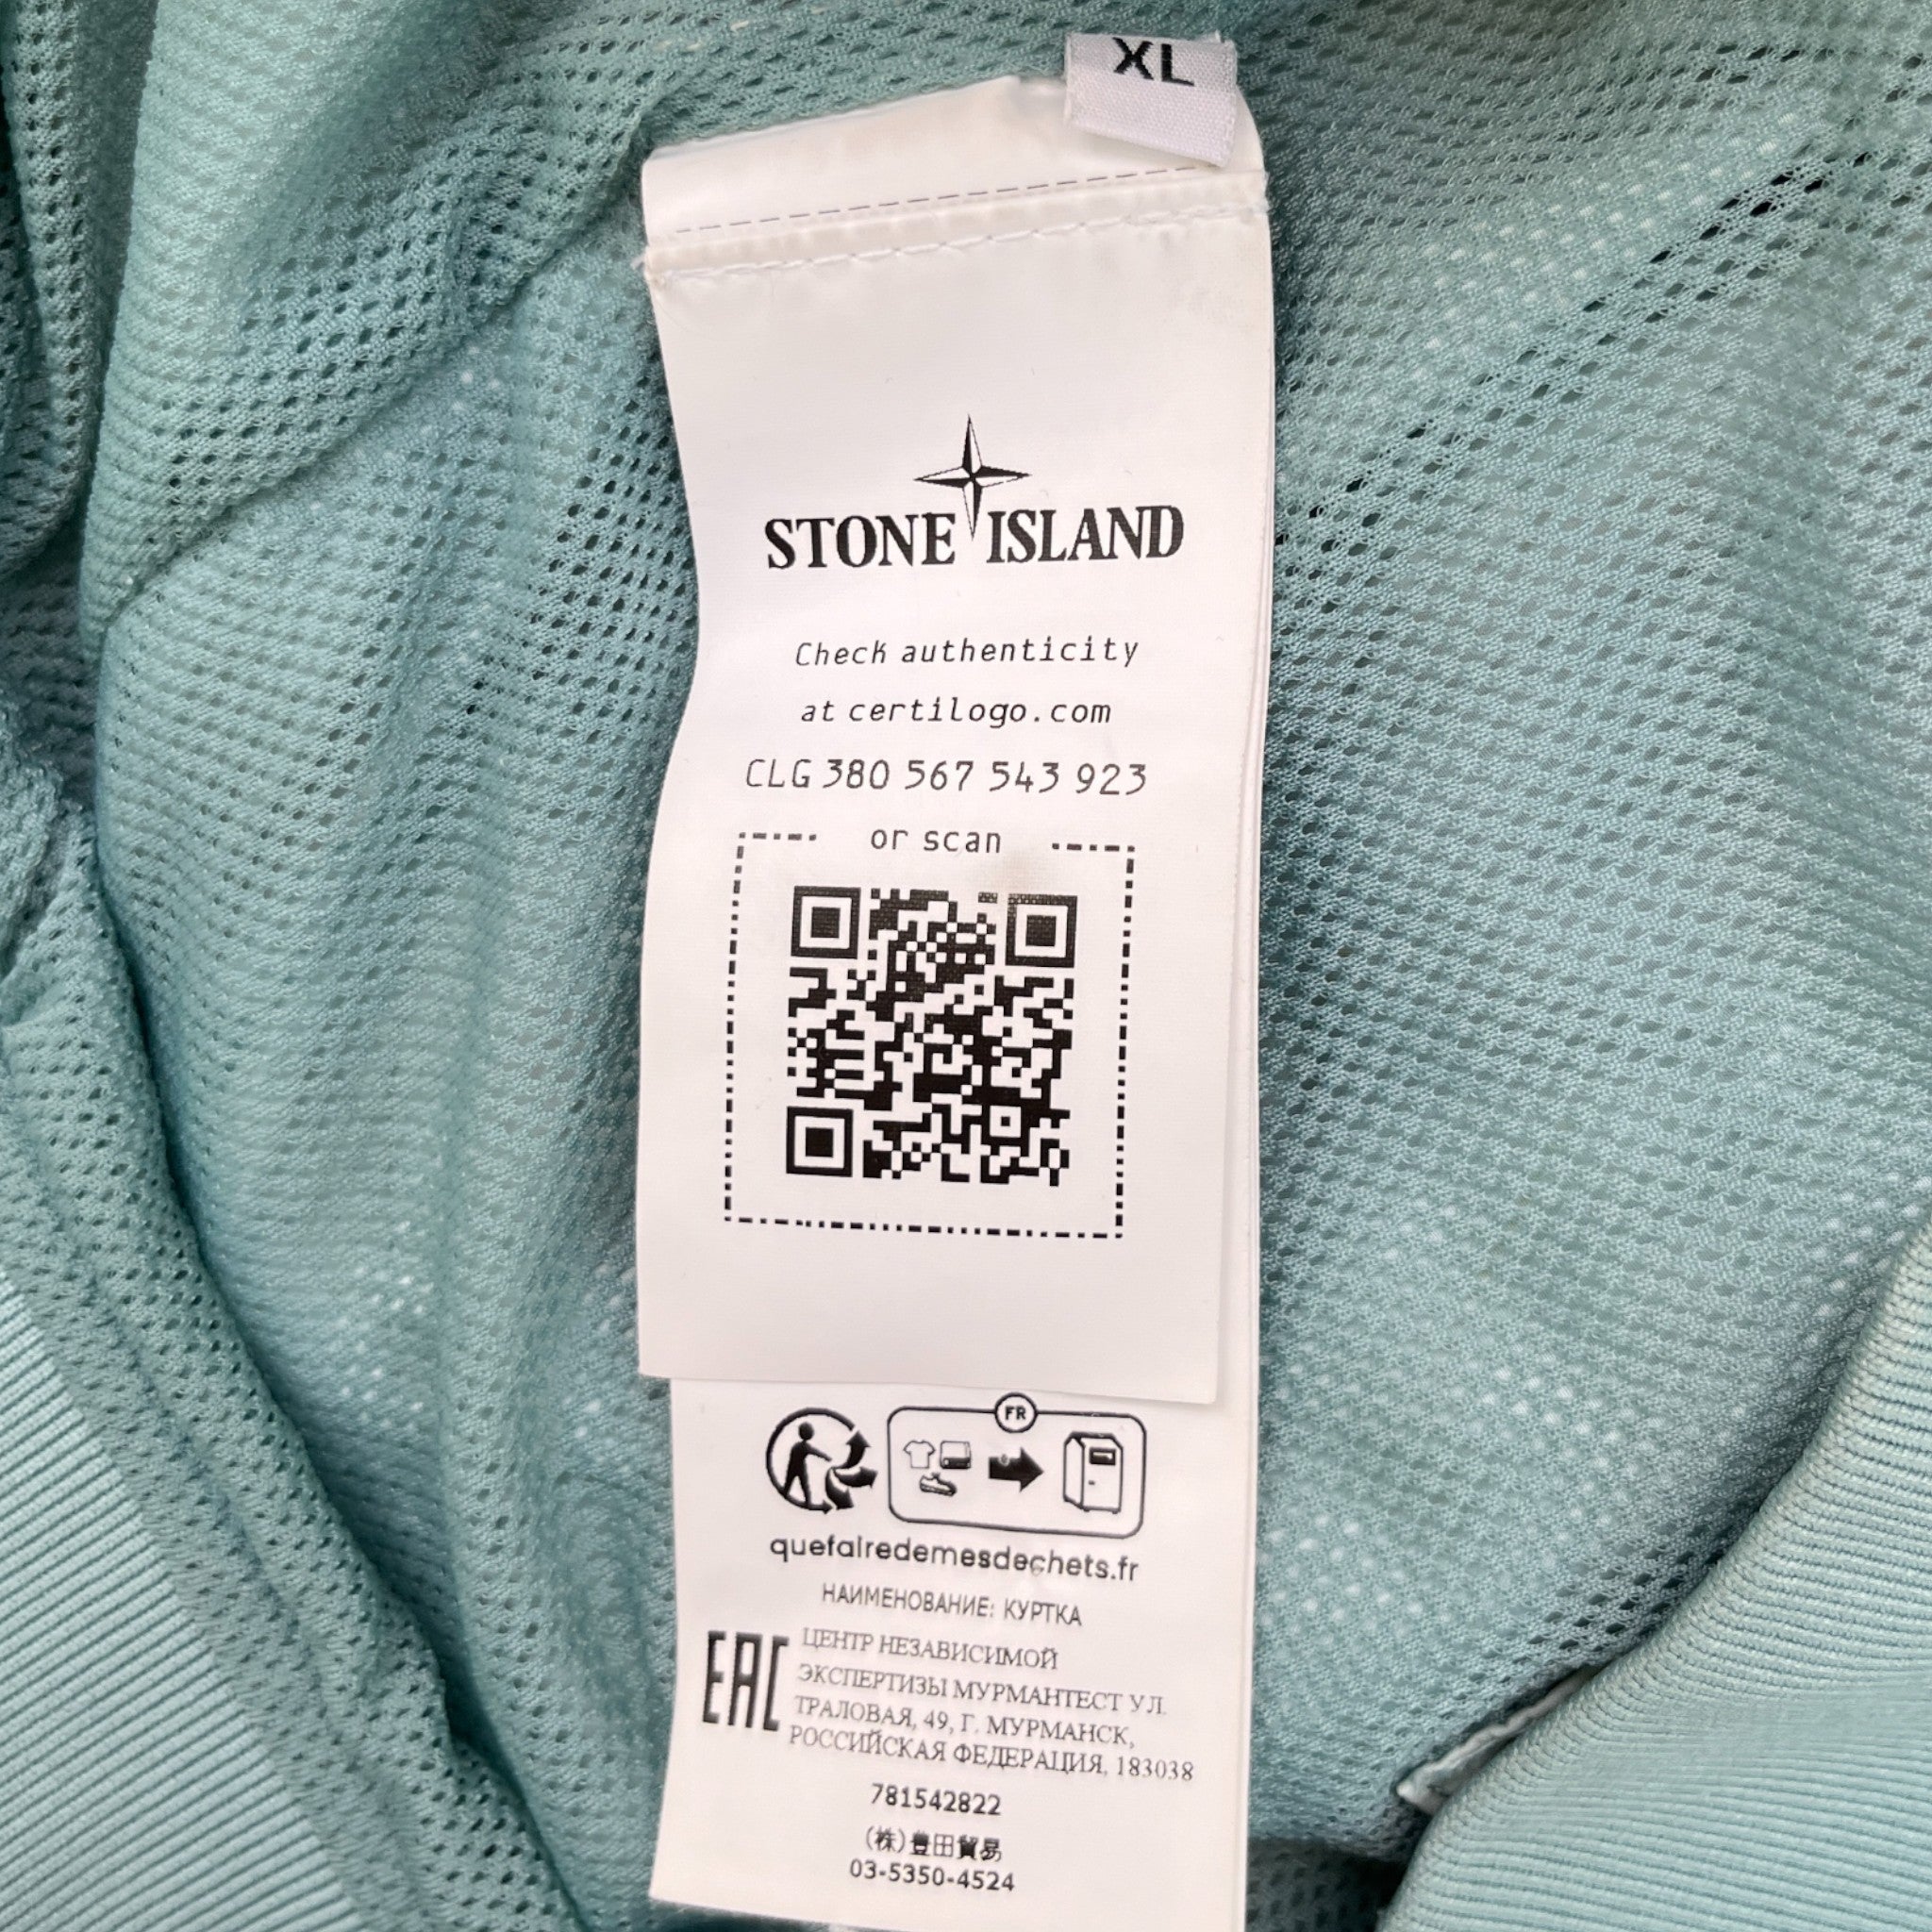 XL
STONE ISLAND
Check authenticity
at certilogo.com
CLG 380 567 543 923
or scan
FR
quefairedemesdechets.fr
НАИМЕНОВАНИЕ: КУРТКА
EAC
ЦЕНТР НЕЗАВИСИМОЙ
ЭКСПЕРТИЗЫ МУРМАНТЕСТ УЛ.
ТРАЛОВАЯ, 49, Г. МУРМАНСК,
РОССИЙСКАЯ ФЕДЕРАЦИЯ, 183038
781542822
(株)豊田貿易
03-5350-4524